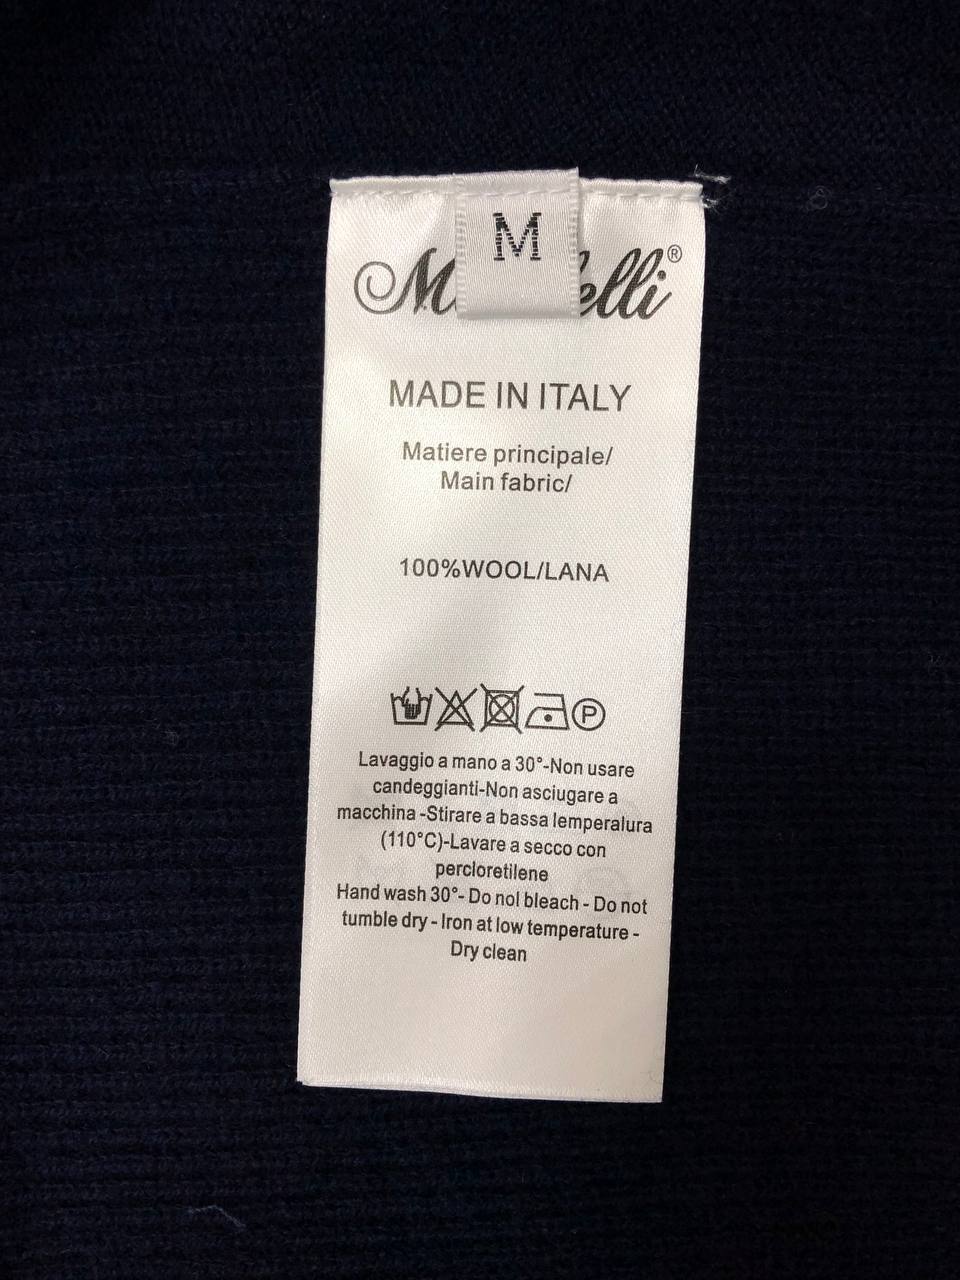 M
elli®
MADE IN ITALY
Matiere principale/
Main fabric/
100%WOOL/LANA
P
Lavaggio a mano a 30°-Non usare
candeggianti-Non asciugare a
macchina -Stirare a bassa lemperalura
(110°C)-Lavare a secco con
percloretilene
Hand wash 30°- Do nol bleach - Do not
tumble dry - Iron at low temperature -
Dry clean